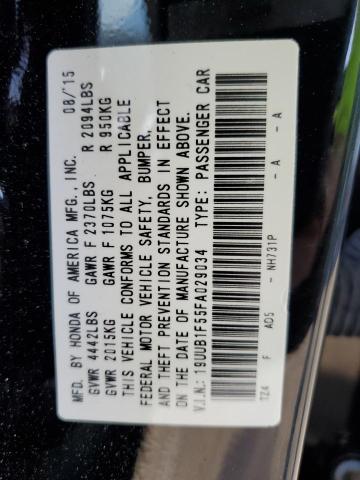 MFD. BY HONDA OF AMERICA MFG., INC. 08/'15
GVWR 4442LBS GAWR F 2370LBS R 2094LBS
GVWR 2015KG GAWR F 1075KG R 950KG
THIS VEHICLE CONFORMS TO ALL APPLICABLE
FEDERAL MOTOR VEHICLE SAFETY, BUMPER,
AND THEFT PREVENTION STANDARDS IN EFFECT
ON THE DATE OF MANUFACTURE SHOWN ABOVE.
V.I.N.: 19UUB1F55FA029034 TYPE: PASSENGER CAR
TZ4 F AD5 - NH731P - A - A